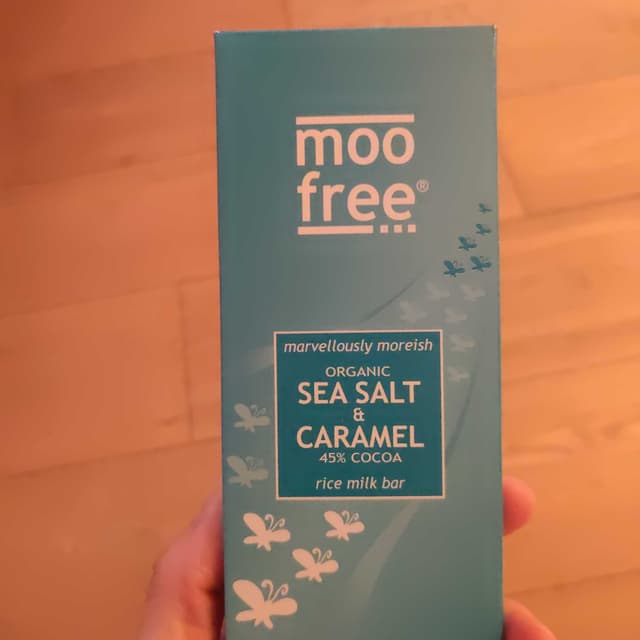 moo
free®
marvellously moreish
ORGANIC
SEA SALT
&
CARAMEL
45% COCOA
rice milk bar